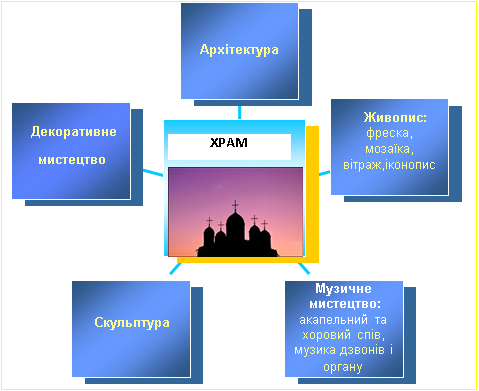 Архітектура
Декоративне
мистецтво
ХРАМ
Живопис:
фреска,
мозаїка,
вітраж,іконопис
Скульптура
Музичне
мистецтво:
акапельний та
хоровий спів,
музика дзвонів і
органу